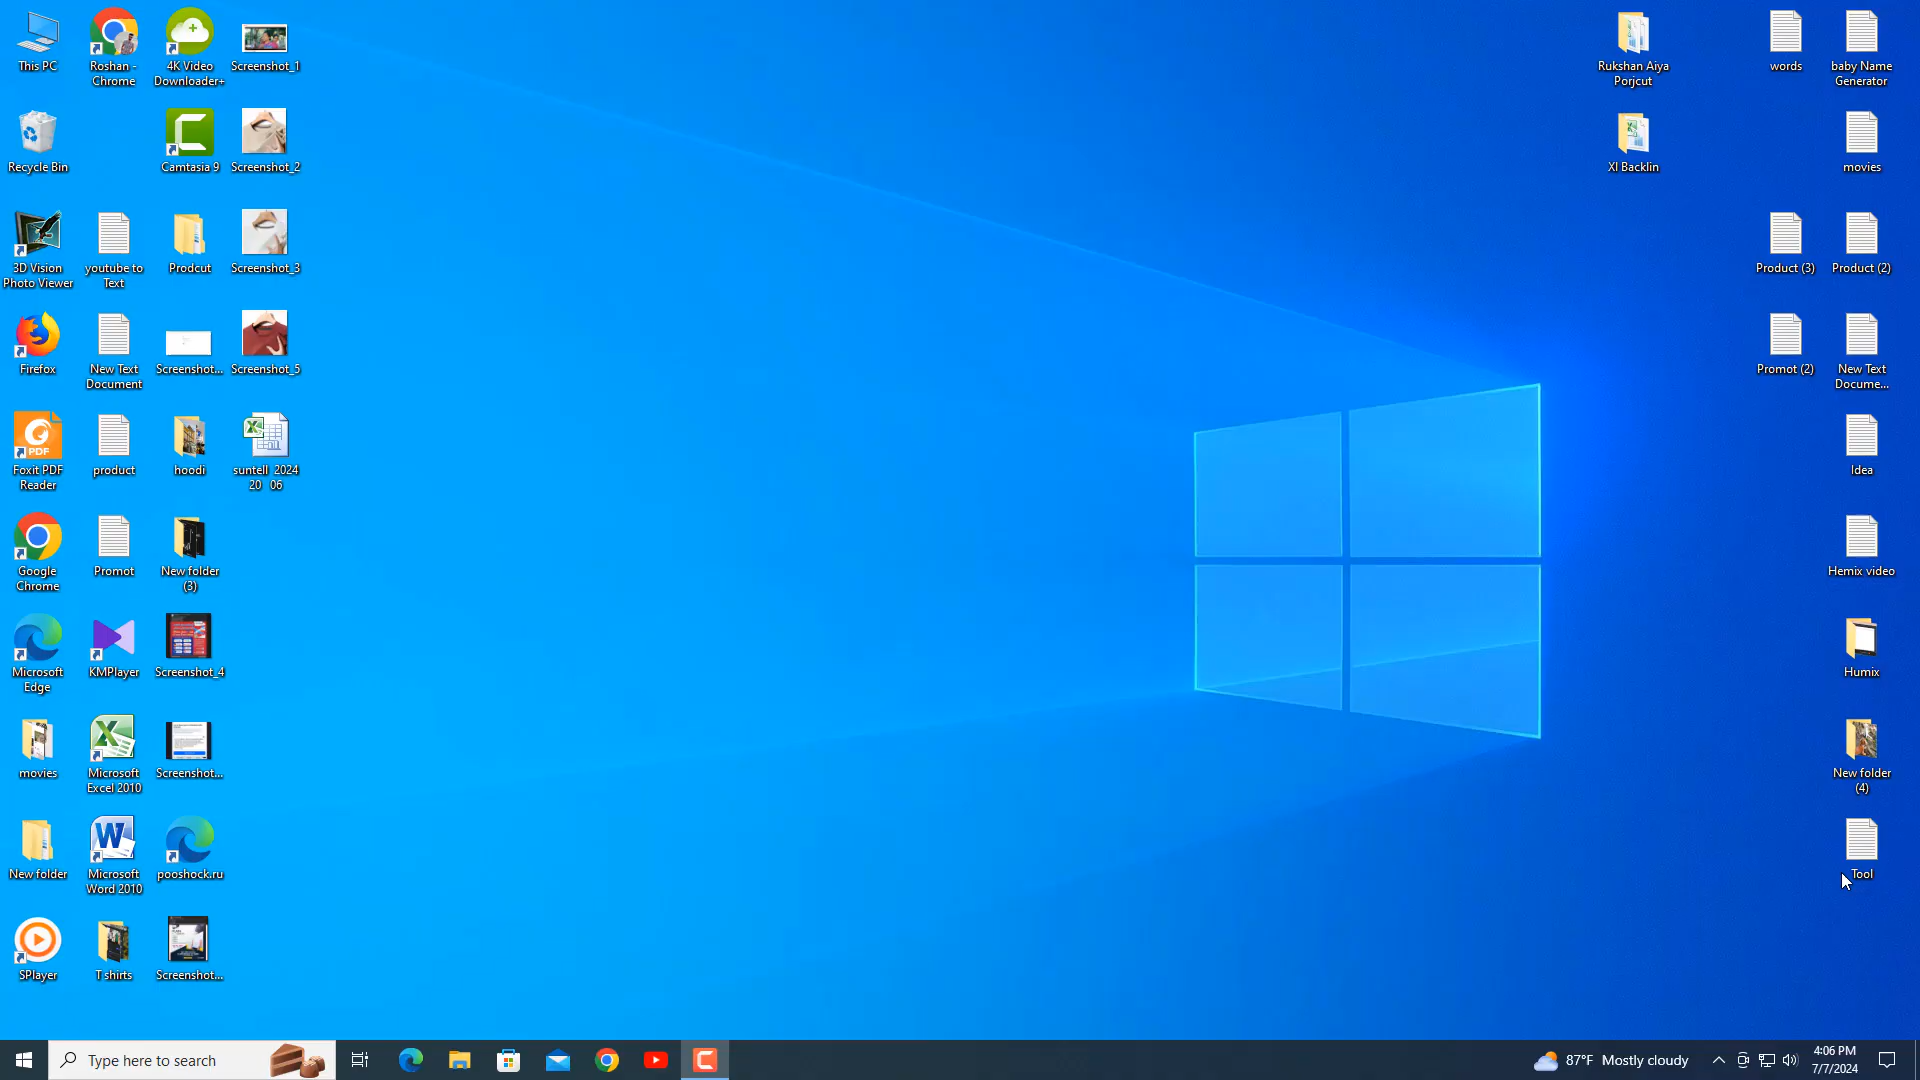 This PC
Roshan -
Chrome
4K Video
Downloader+
Screenshot_1
Recycle Bin
Camtasia 9
Screenshot_2
3D Vision
Photo Viewer
youtube to
Text
Prodcut
Screenshot_3
Firefox
New Text
Document
Screenshot...
Screenshot_5
Foxit PDF
Reader
product
hoodi
suntell_2024
_20__06
Google
Chrome
Promot
New folder
(3)
Microsoft
Edge
KMPlayer
Screenshot_4
movies
Microsoft
Excel 2010
Screenshot...
New folder
Microsoft
Word 2010
pooshock.ru
SPlayer
T shirts
Screenshot...
Rukshan Aiya
Porjcut
words
baby Name
Generator
Xl Backlin
movies
Product (3)
Product (2)
Promot (2)
New Text
Docume...
Idea
Hemix video
Humix
New folder
(4)
Tool
Type here to search
87°F Mostly cloudy
4:06 PM
7/7/2024